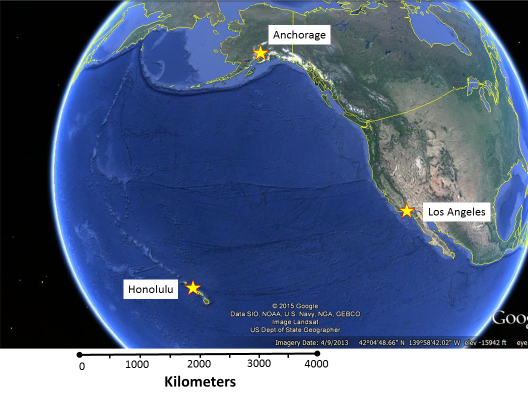 Anchorage
Los Angeles
Honolulu
© 2015 Google
Data SIO, NOAA, U.S. Navy, NGA, GEBCO
Image Landsat
US Dept of State Geographer
Imagery Date: 4/9/2013 42°04'48.66" N 139°58'42.02" W elev -15942 ft eye
0 1000 2000 3000 4000
Kilometers